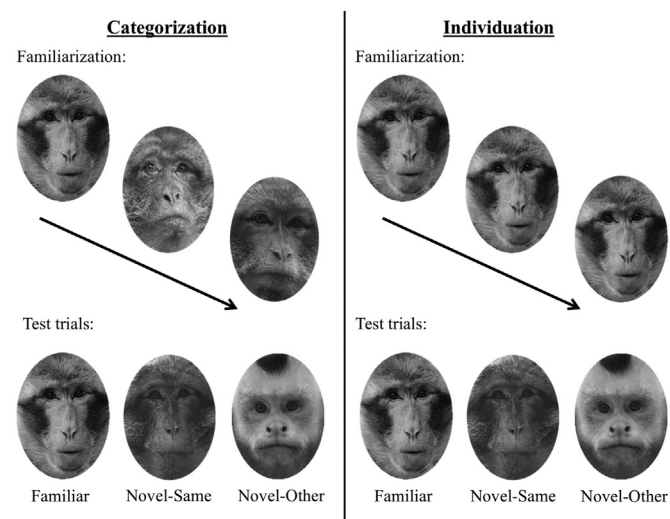 Categorization
Familiarization:
Test trials:
Familiar Novel-Same Novel-Other
Individuation
Familiarization:
Test trials:
Familiar Novel-Same Novel-Other